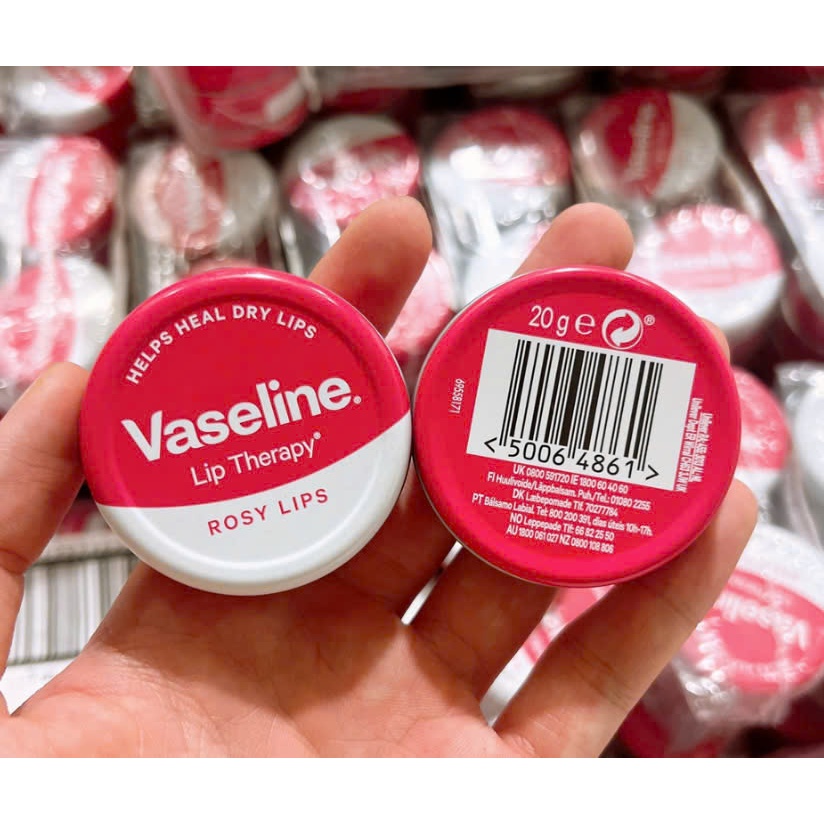 HELPS HEAL DRY LIPS
Vaseline.
Lip Therapy®
ROSY LIPS
20 g e ®
69558171
<5006 4861>
UK 0800 591720 IE 1800 60 40 60
FI Huulivoide/Läppbalsam. Puh./Tel.: 01080 2255
DK Læbepomade Tlf. 70277784
PT Bálsamo Labial. Tel: 800 200 391, dias úteis 10h-17h.
NO Leppepade Tlf: 66 82 25 50
AU 1800 061 027 NZ 0800 108 806
Vaseline